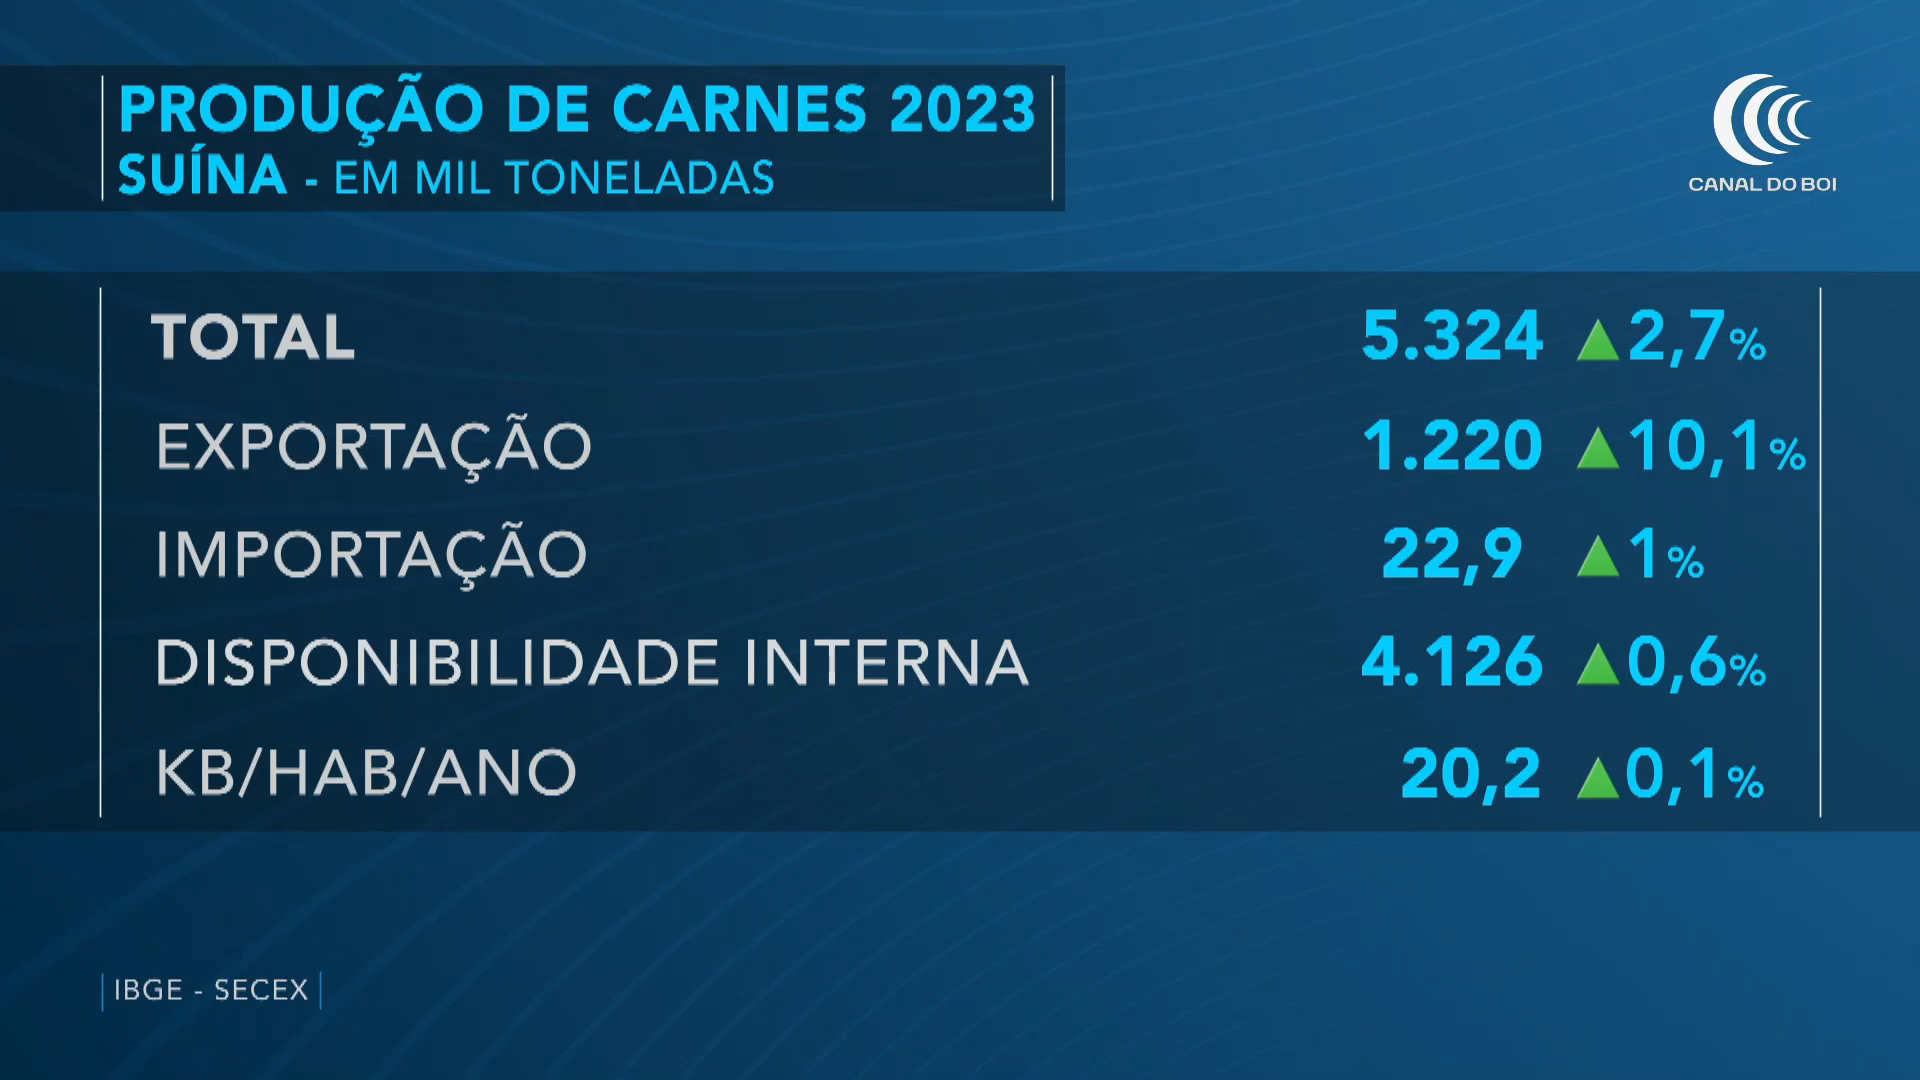 PRODUÇÃO DE CARNES 2023
SUÍNA - EM MIL TONELADAS
CANAL DO BOI
TOTAL 5.324 ▲2,7%
EXPORTAÇÃO 1.220 ▲10,1%
IMPORTAÇÃO 22,9 ▲1%
DISPONIBILIDADE INTERNA 4.126 ▲0,6%
KB/HAB/ANO 20,2 ▲0,1%
IBGE - SECEX